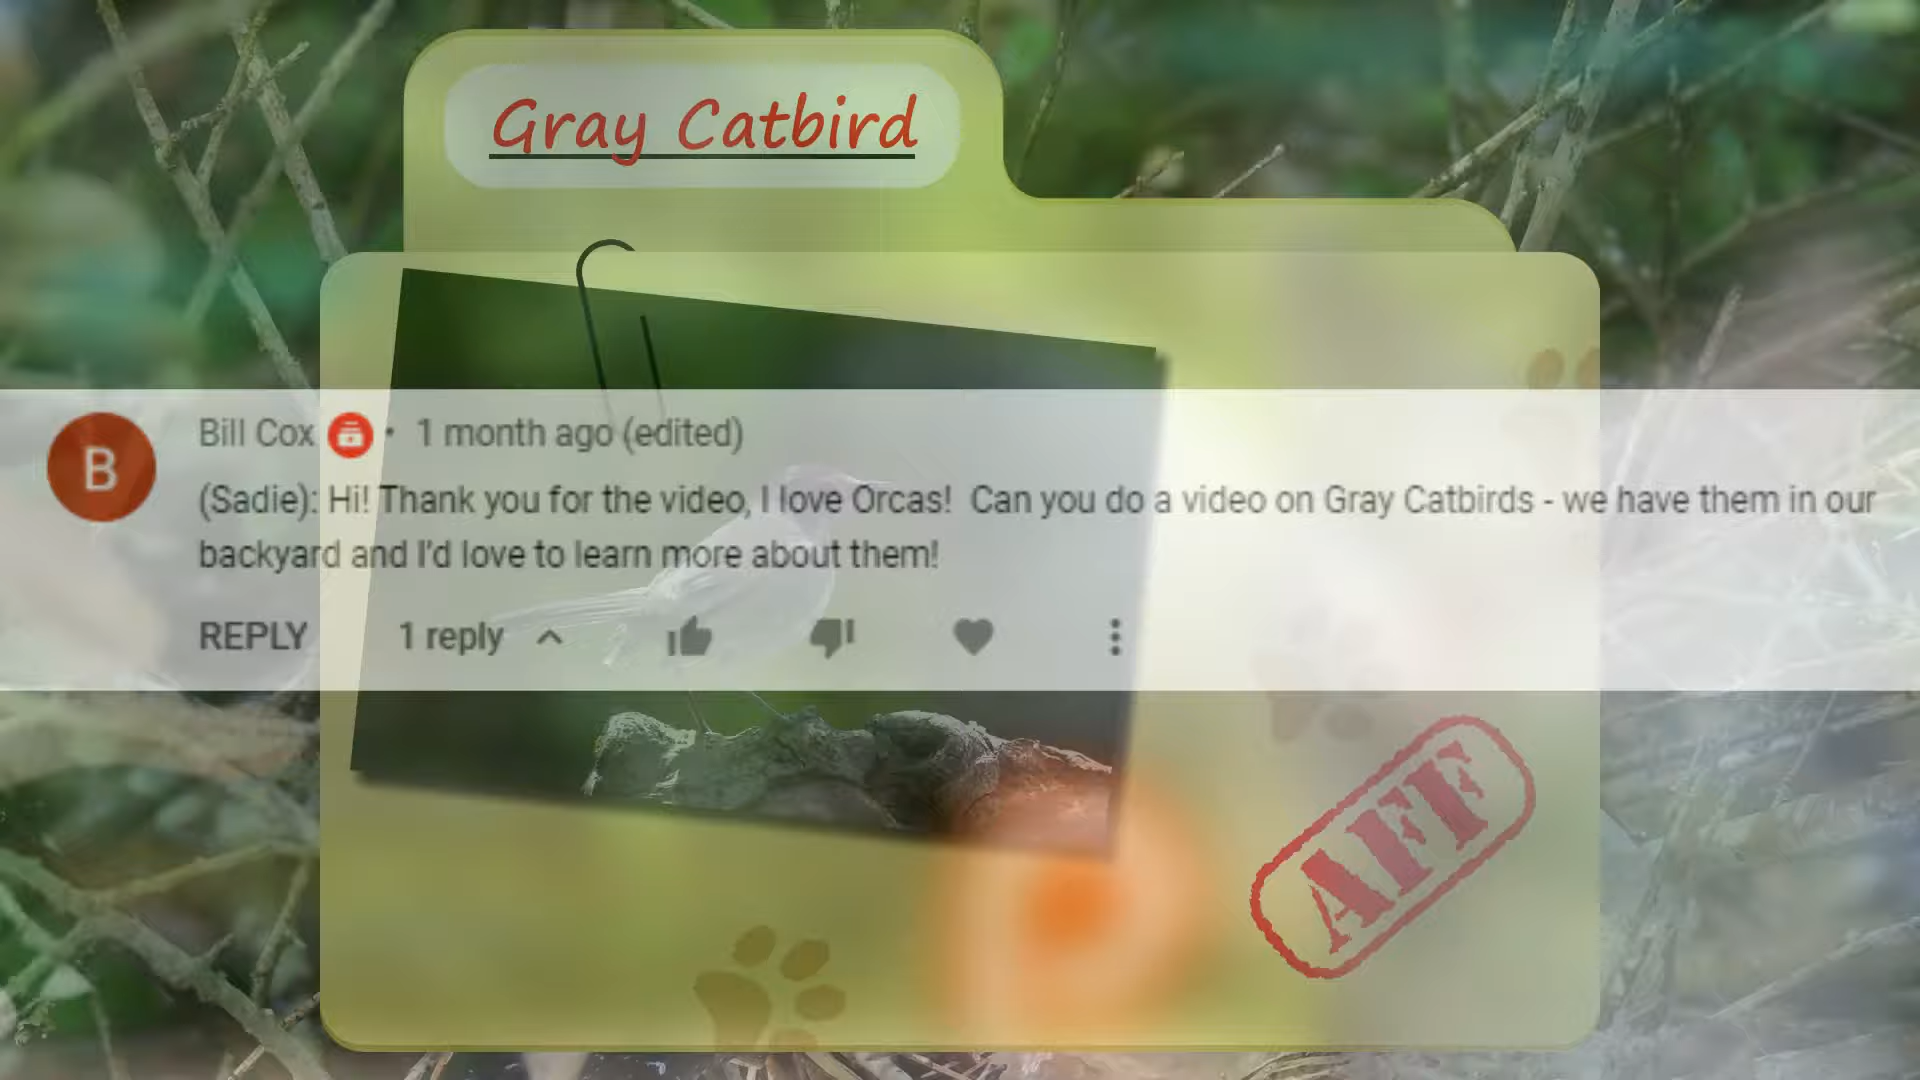 Gray Catbird
B
Bill Cox · 1 month ago (edited)
(Sadie): Hi! Thank you for the video, I love Orcas!  Can you do a video on Gray Catbirds - we have them in our
backyard and I'd love to learn more about them!
REPLY 1 reply
AFF